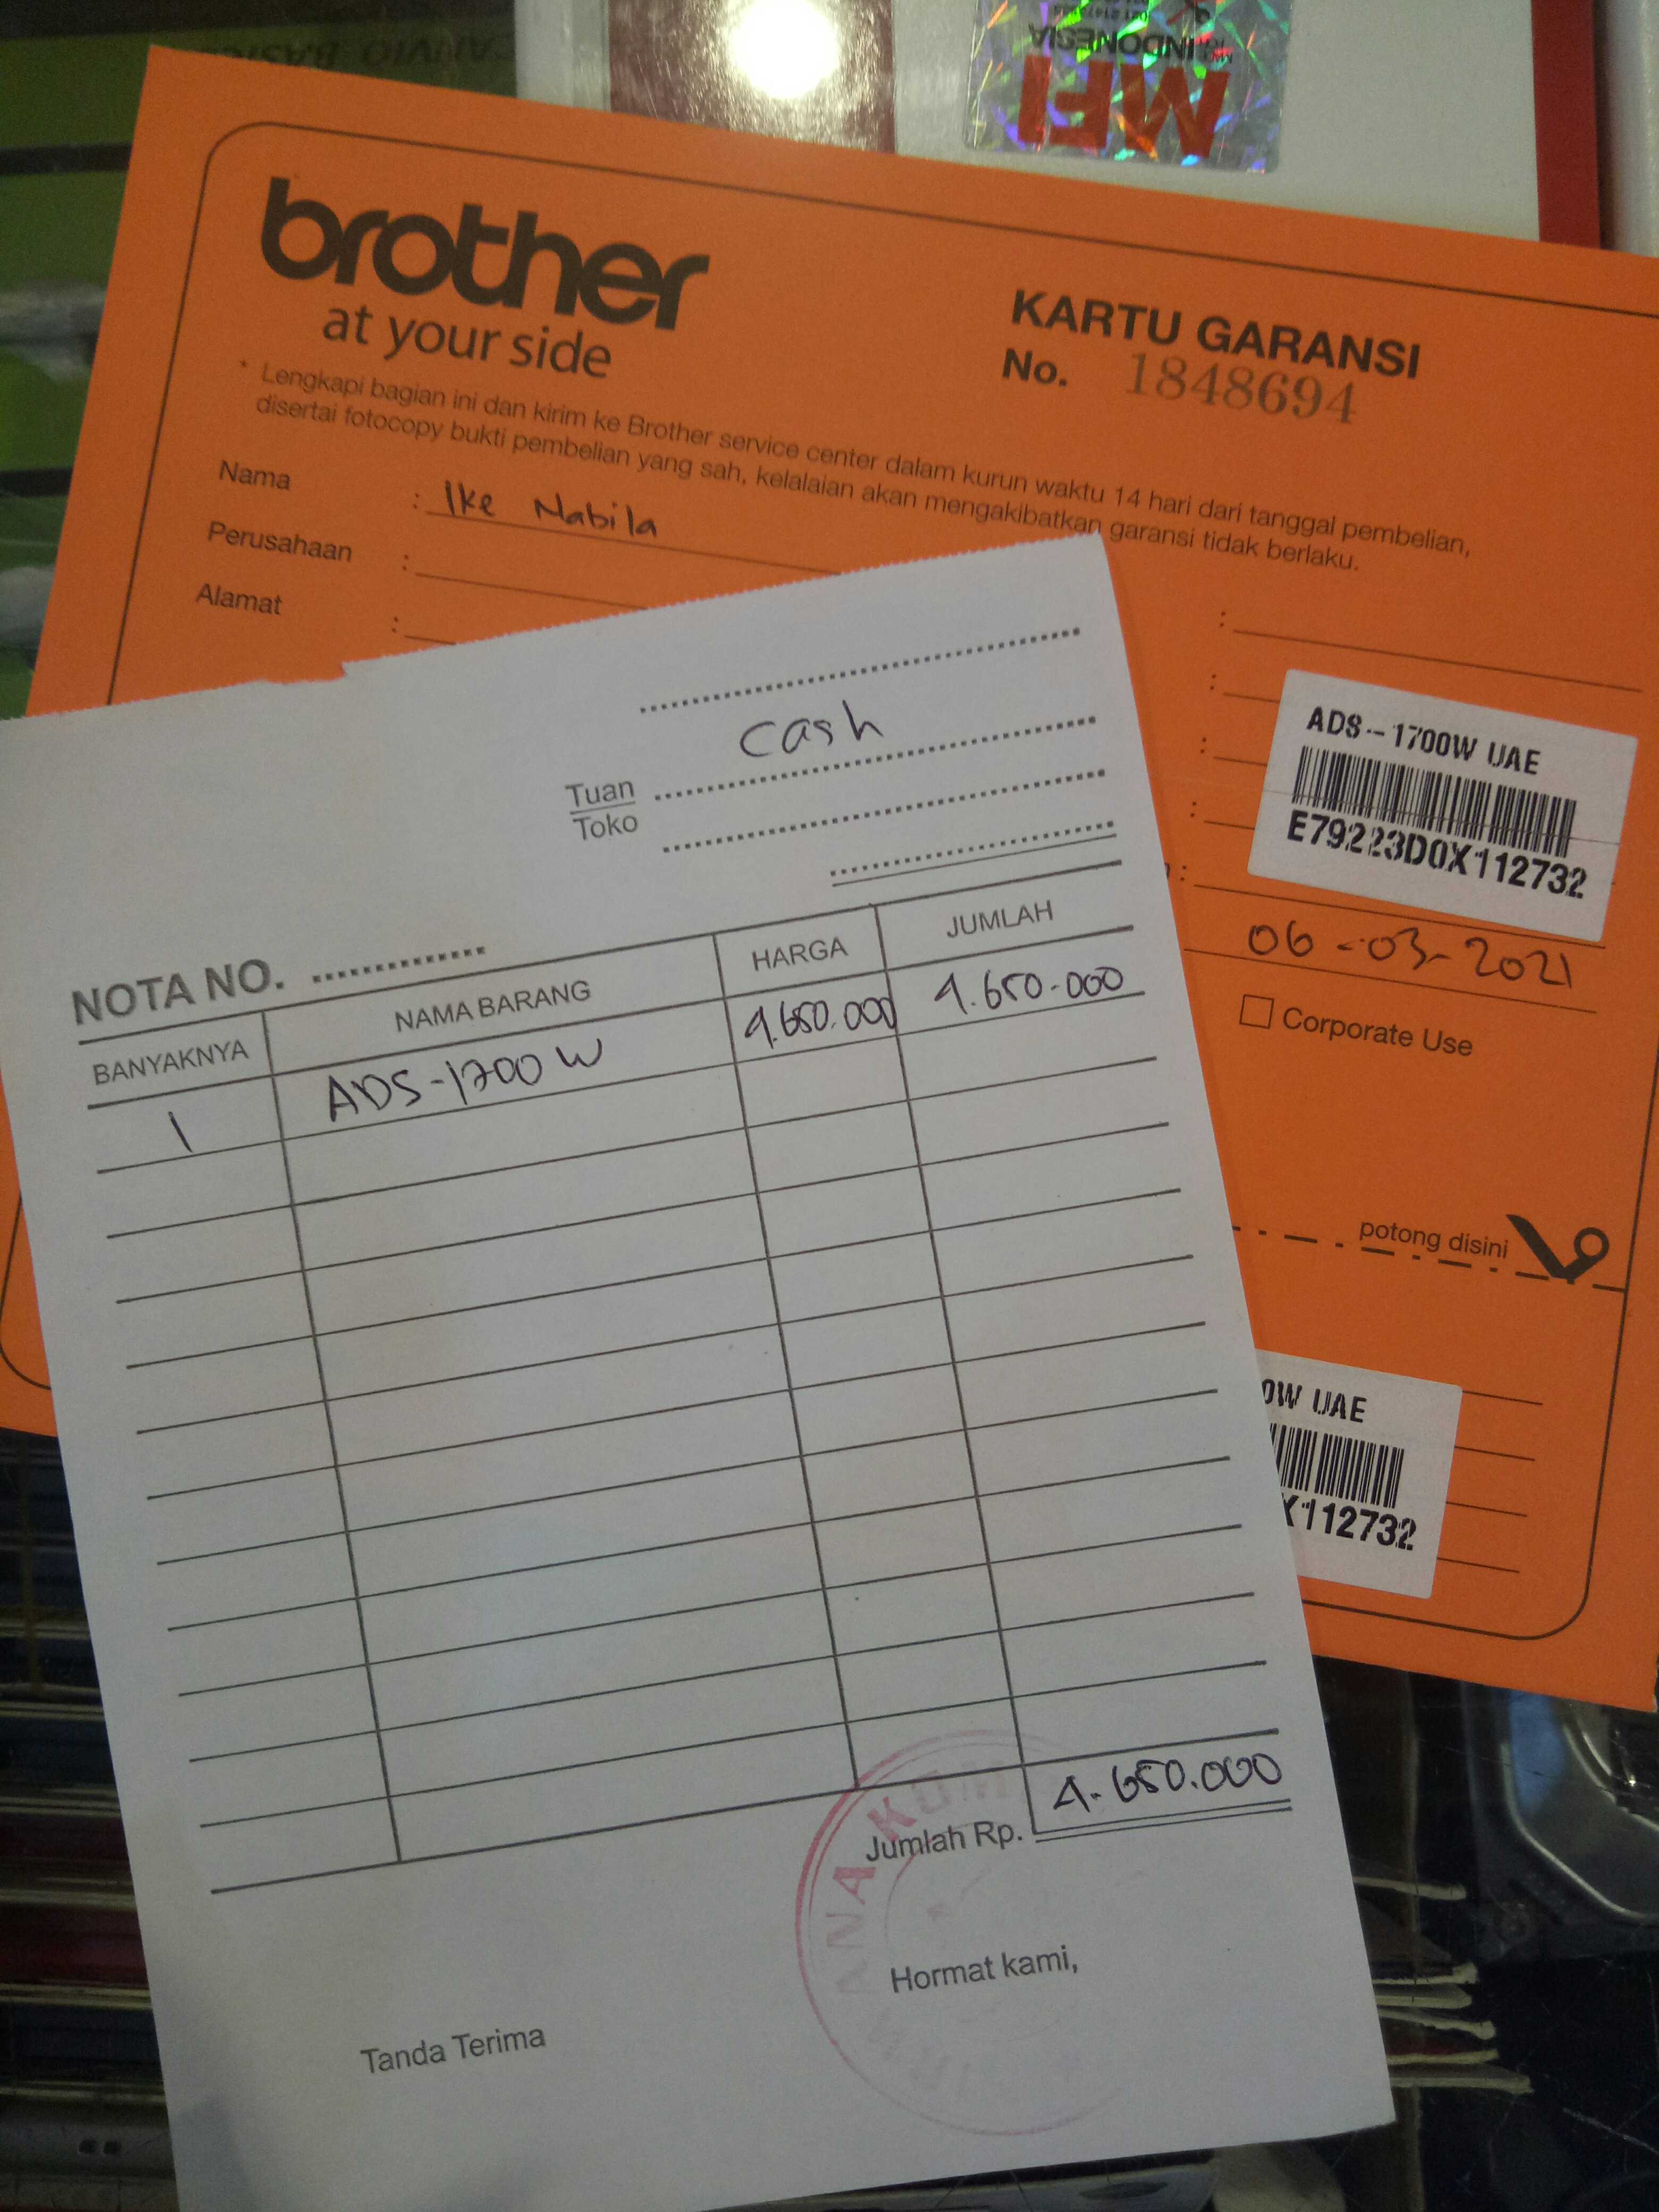 MFI
INDONESIA
brother
at your side
KARTU GARANSI
No. 1848694
* Lengkapi bagian ini dan kirim ke Brother service center dalam kurun waktu 14 hari dari tanggal pembelian,
disertai fotocopy bukti pembelian yang sah, kelalaian akan mengakibatkan garansi tidak berlaku.
Nama : Ike Nabila
Perusahaan :
Alamat :
ADS-1700W UAE
E79223D0X112732
06-03-2021
Corporate Use
potong disini
0W UAE
X112732
cash
Tuan
Toko
NOTA NO.
BANYAKNYA NAMA BARANG HARGA JUMLAH
1 ADS-1700W 4.650.000 4.650.000
Jumlah Rp. 4.650.000
Tanda Terima Hormat kami,